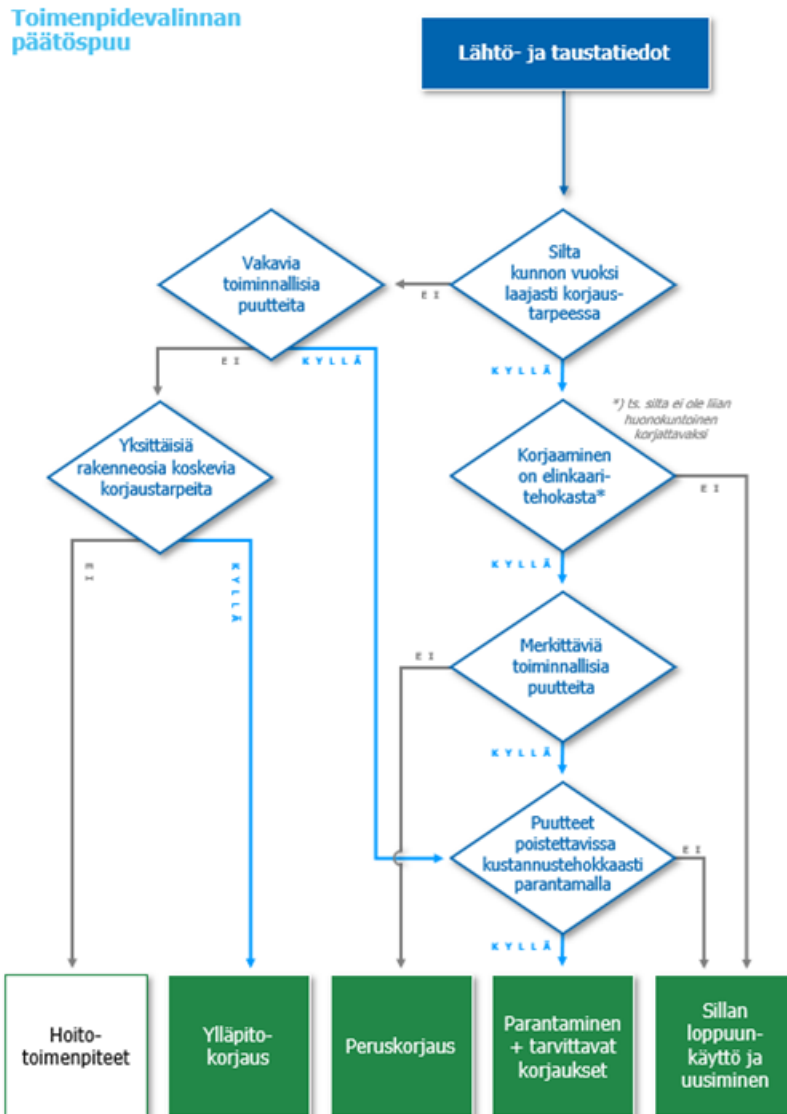 Toimenpidevalinnan
päätöspuu
Lähtö- ja taustatiedot
Silta
kunnon vuoksi
laajasti korjaus-
tarpeessa
EI
Vakavia
toiminnallisia
puutteita
EI
KYLLÄ
KYLLÄ
*) ts. silta ei ole liian
huonokuntoinen
korjattavaksi
Yksittäisiä
rakenneosia koskevia
korjaustarpeita
Korjaaminen
on elinkaari-
tehokasta*
EI
EI
KYLLÄ
KYLLÄ
Merkittäviä
toiminnallisia
puutteita
EI
KYLLÄ
Puutteet
poistettavissa
kustannustehokkaasti
parantamalla
EI
KYLLÄ
Hoito-
toimenpiteet
Ylläpito-
korjaus
Peruskorjaus
Parantaminen
+ tarvittavat
korjaukset
Sillan
loppuun-
käyttö ja
uusiminen